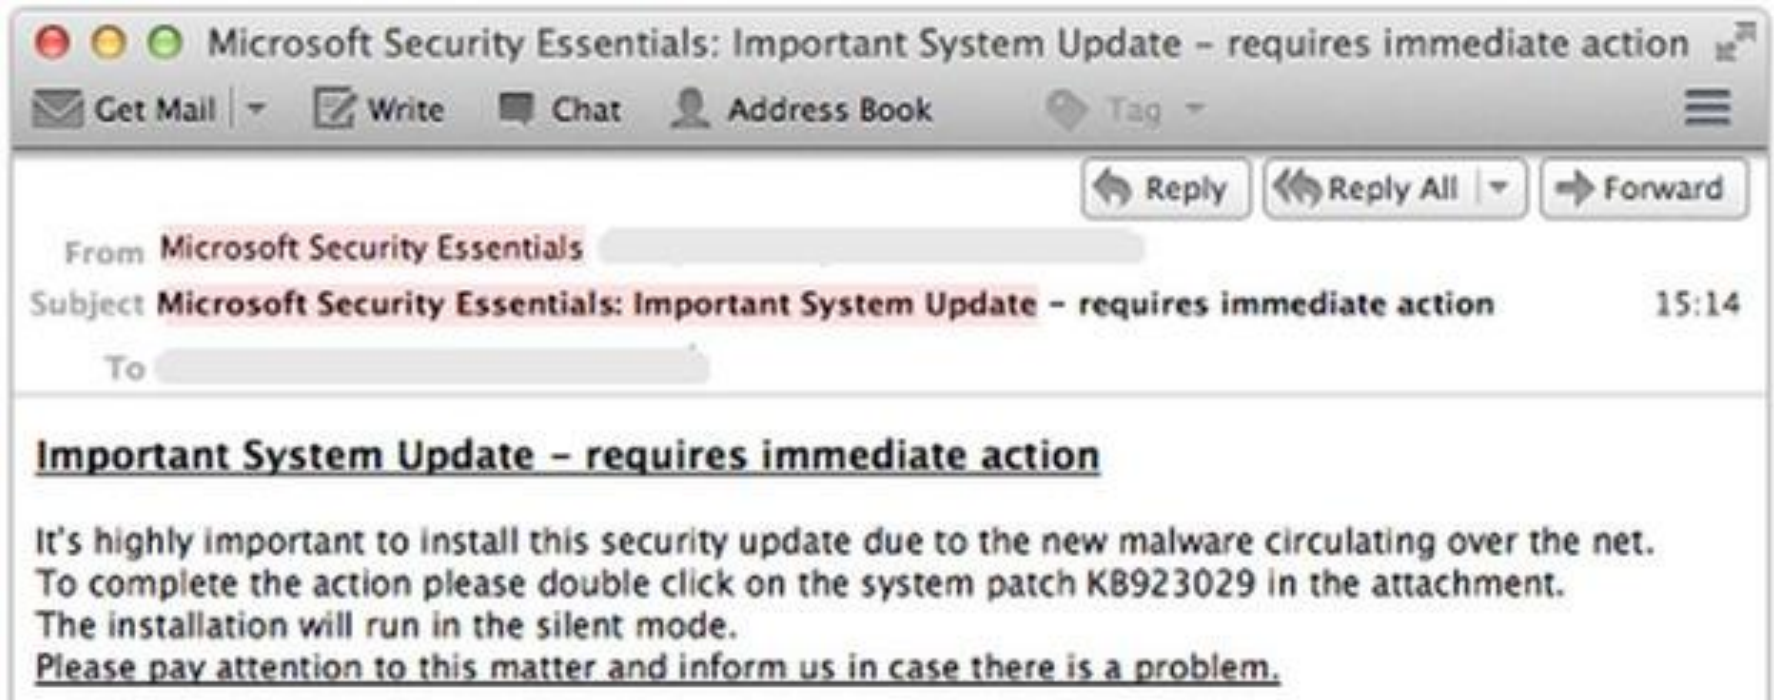 Microsoft Security Essentials: Important System Update – requires immediate action
Get Mail Write Chat Address Book Tag
Reply Reply All Forward
From Microsoft Security Essentials
Subject Microsoft Security Essentials: Important System Update – requires immediate action 15:14
To
Important System Update – requires immediate action
It's highly important to install this security update due to the new malware circulating over the net.
To complete the action please double click on the system patch KB923029 in the attachment.
The installation will run in the silent mode.
Please pay attention to this matter and inform us in case there is a problem.